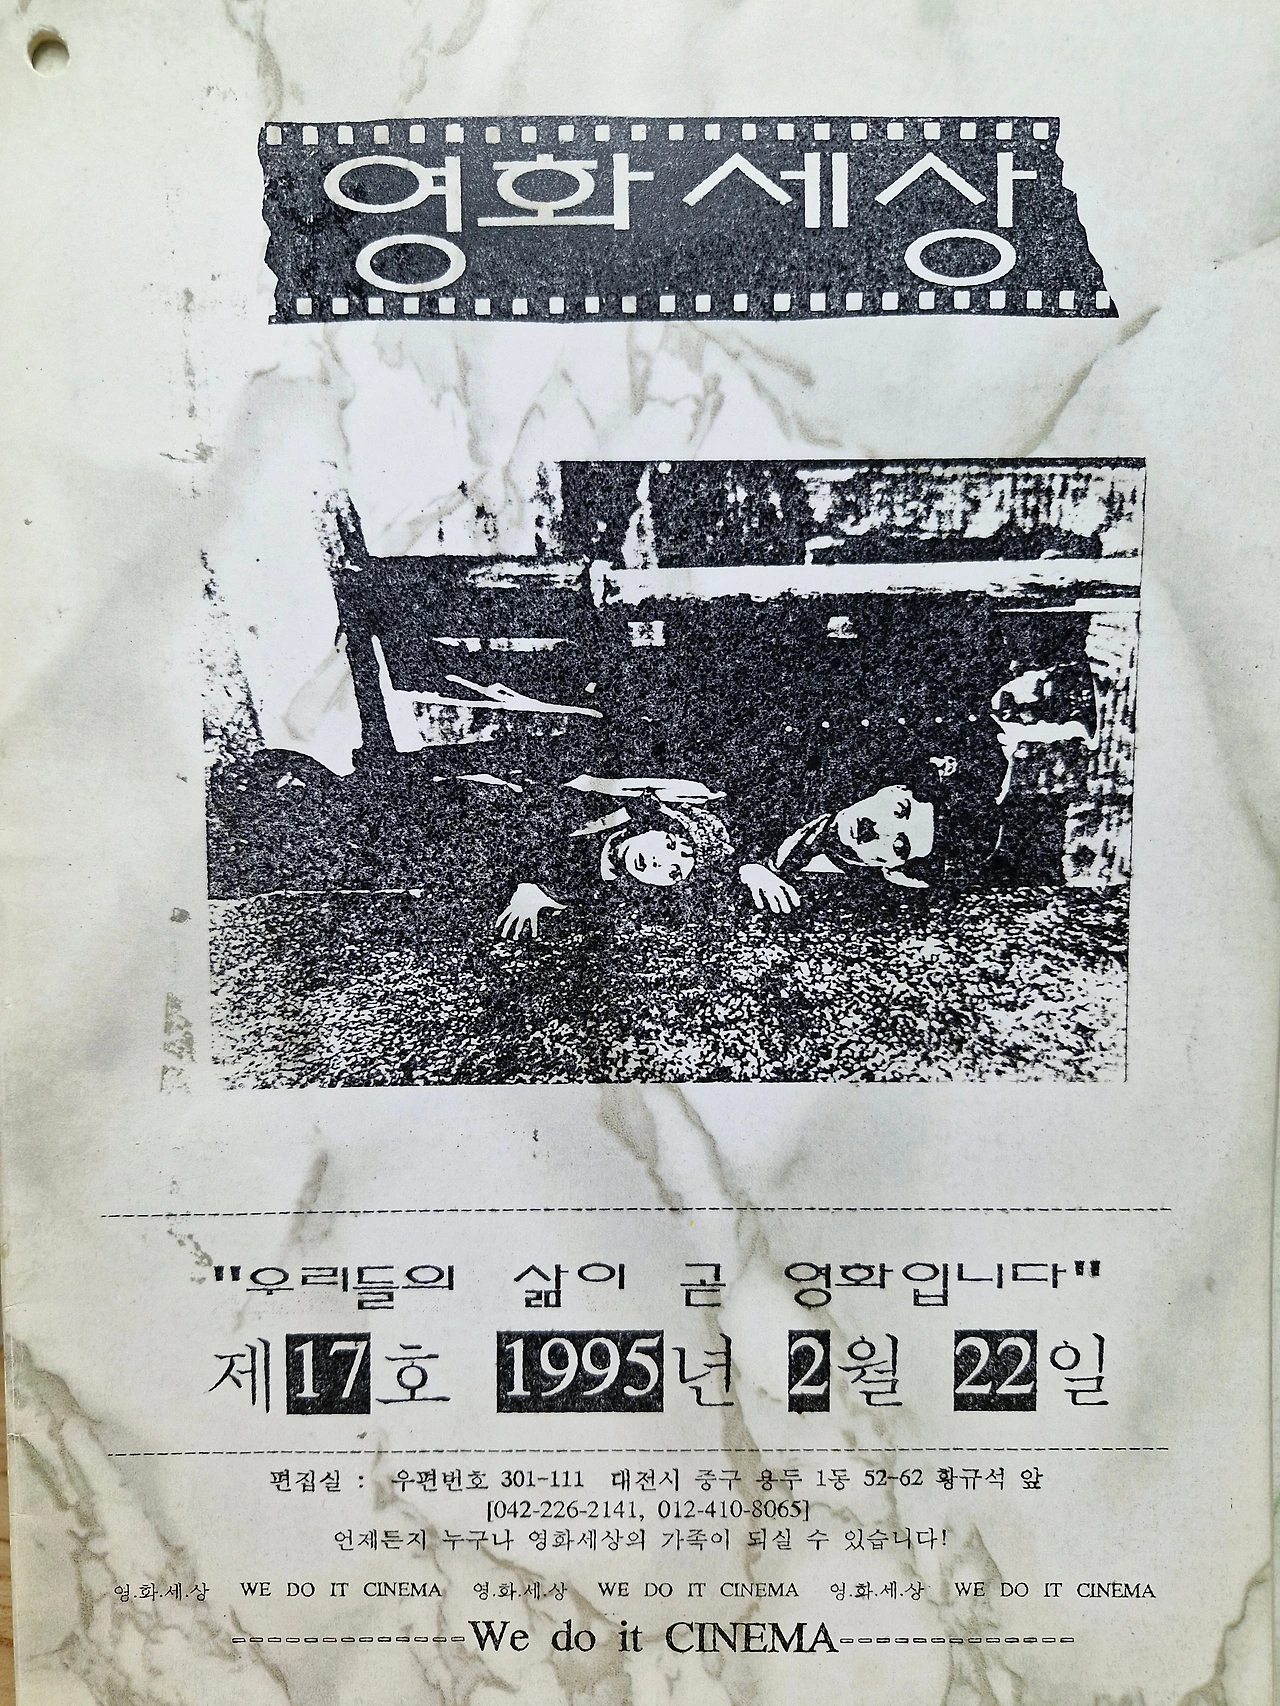 영화세상
"우리들의 삶이 곧 영화입니다"
제17호 1995년 2월 22일
편집실 : 우편번호 301-111 대전시 중구 용두 1동 52-62 황규석 앞
[042-226-2141, 012-410-8065]
언제든지 누구나 영화세상의 가족이 되실 수 있습니다!
영.화.세.상 WE DO IT CINEMA 영.화.세.상 WE DO IT CINEMA 영.화.세.상 WE DO IT CINEMA
We do it CINEMA